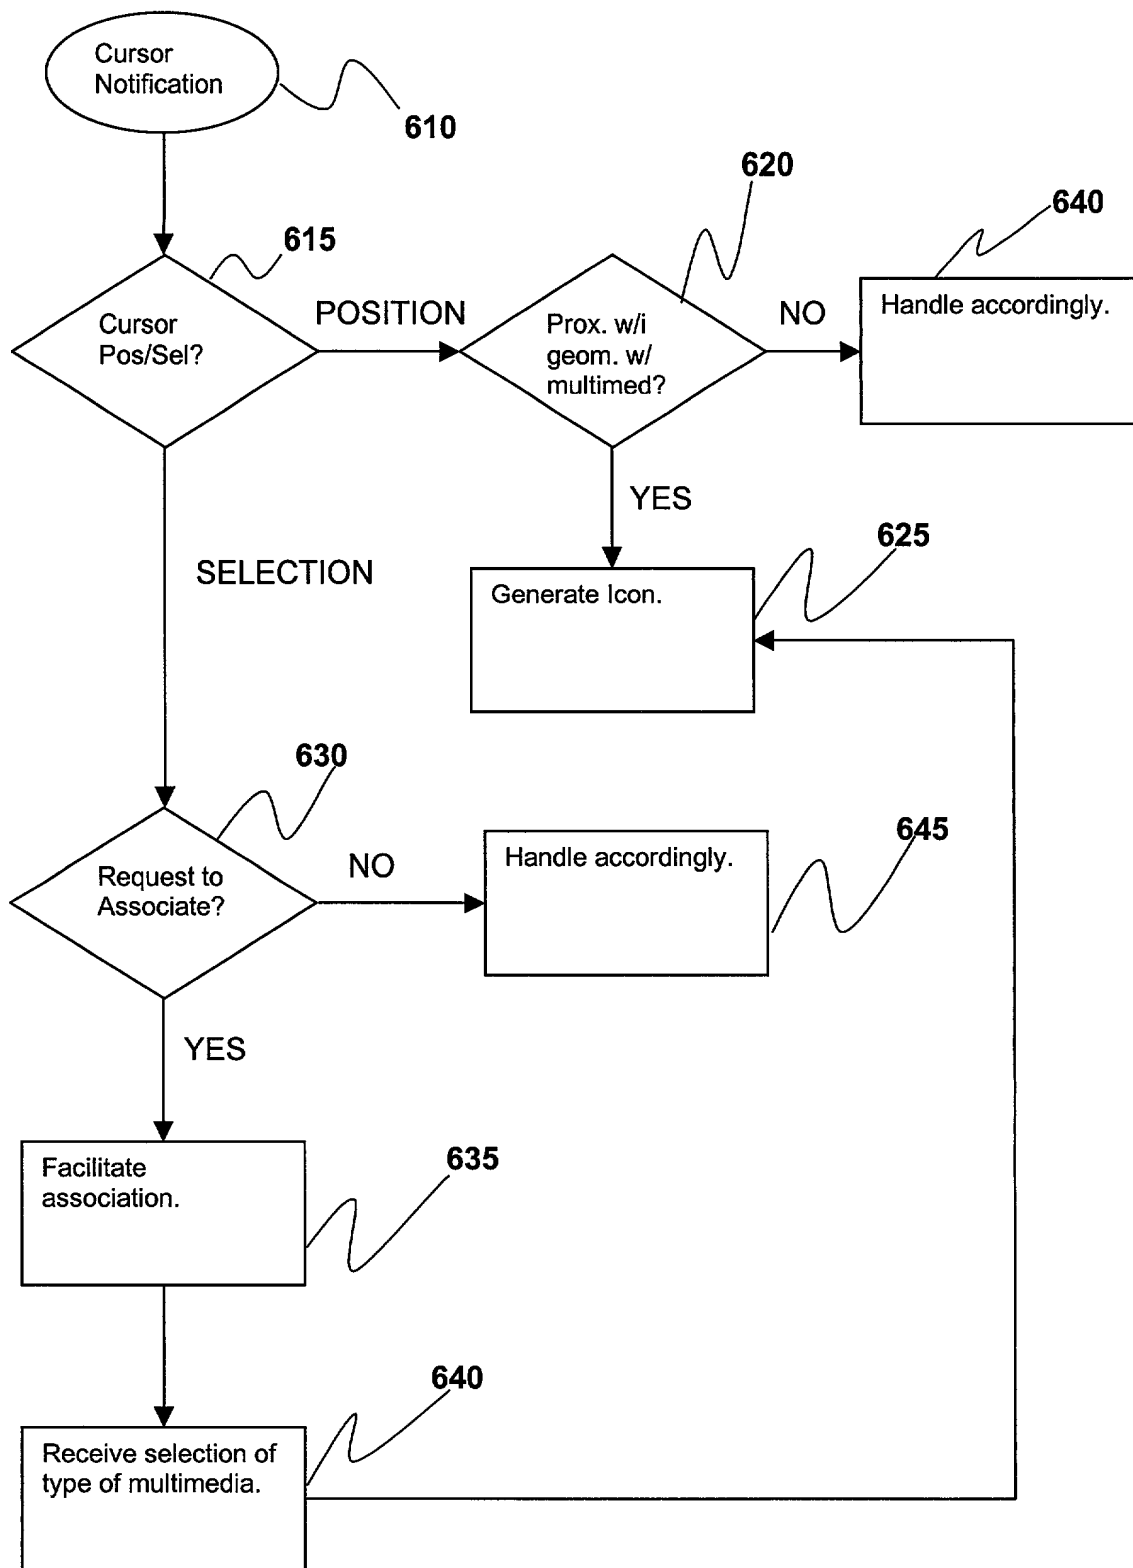 Cursor
Notification
610
620
640
615
Cursor
Pos/Sel?
POSITION
Prox. w/i
geom. w/
multimed?
NO
Handle accordingly.
YES
625
SELECTION
Generate Icon.
630
645
Request to
Associate?
NO
Handle accordingly.
YES
635
Facilitate
association.
640
Receive selection of
type of multimedia.